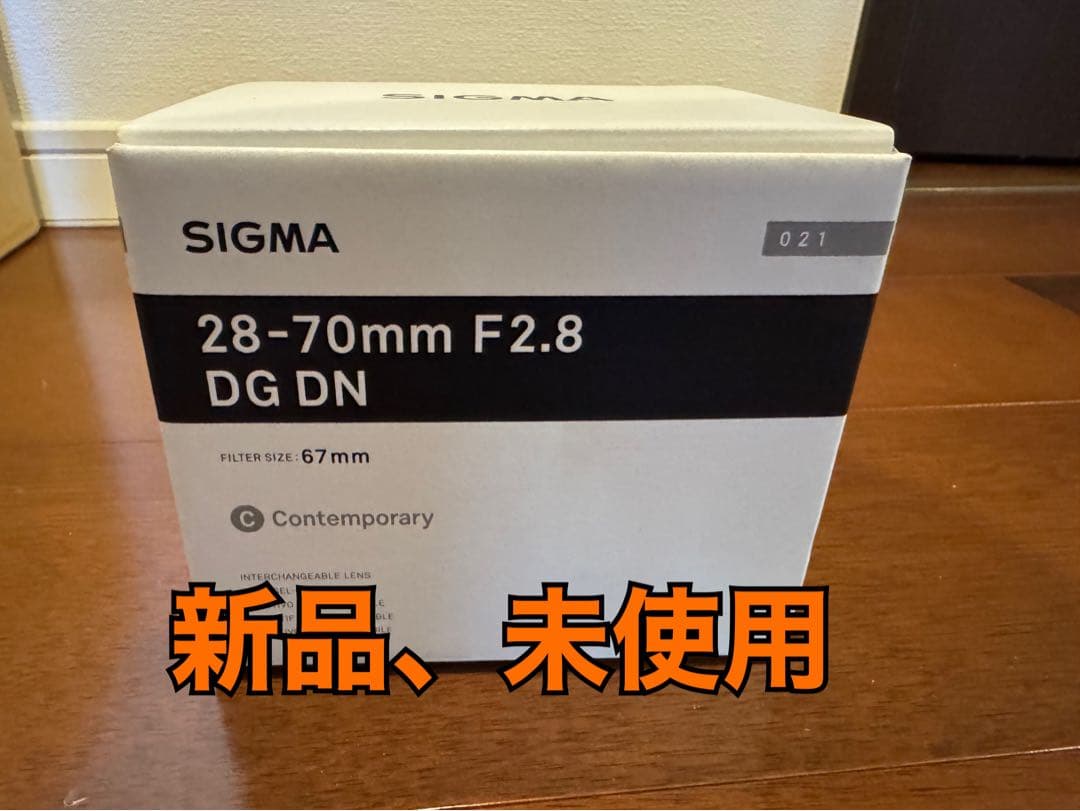 SIGMA
SIGMA
021
28-70mm F2.8
DG DN
FILTER SIZE: 67mm
C Contemporary
INTERCHANGEABLE LENS
新品、未使用